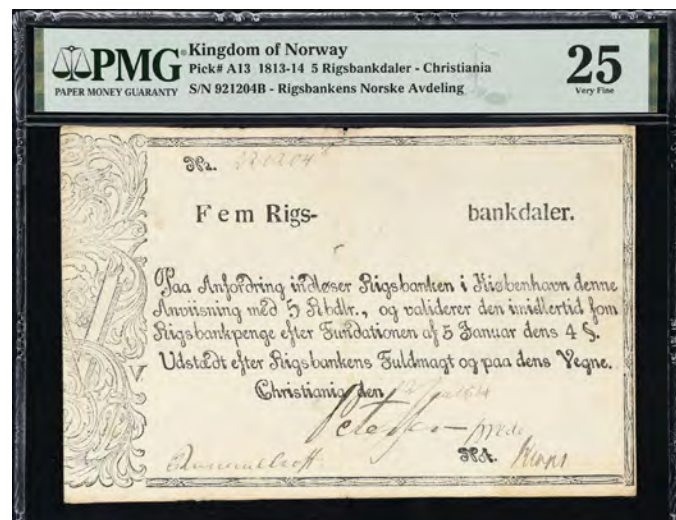 PMG
PAPER MONEY GUARANTY
Kingdom of Norway
Pick# A13 1813-14 5 Rigsbankdaler - Christiania
S/N 921204B - Rigsbankens Norske Avdeling
25
Very Fine
No.
Fem Rigs- bankdaler.
Paa Anfordring indløser Rigsbanken i Kiøbenhavn denne
Anviisning med 5 Rbdlr., og validerer den imidlertid som
Rigsbankpenge efter Fundationen af 5 Januar dens 4 §.
Udstædt efter Rigsbankens Fuldmagt og paa dens Vegne.
Christiania den
Not.
V